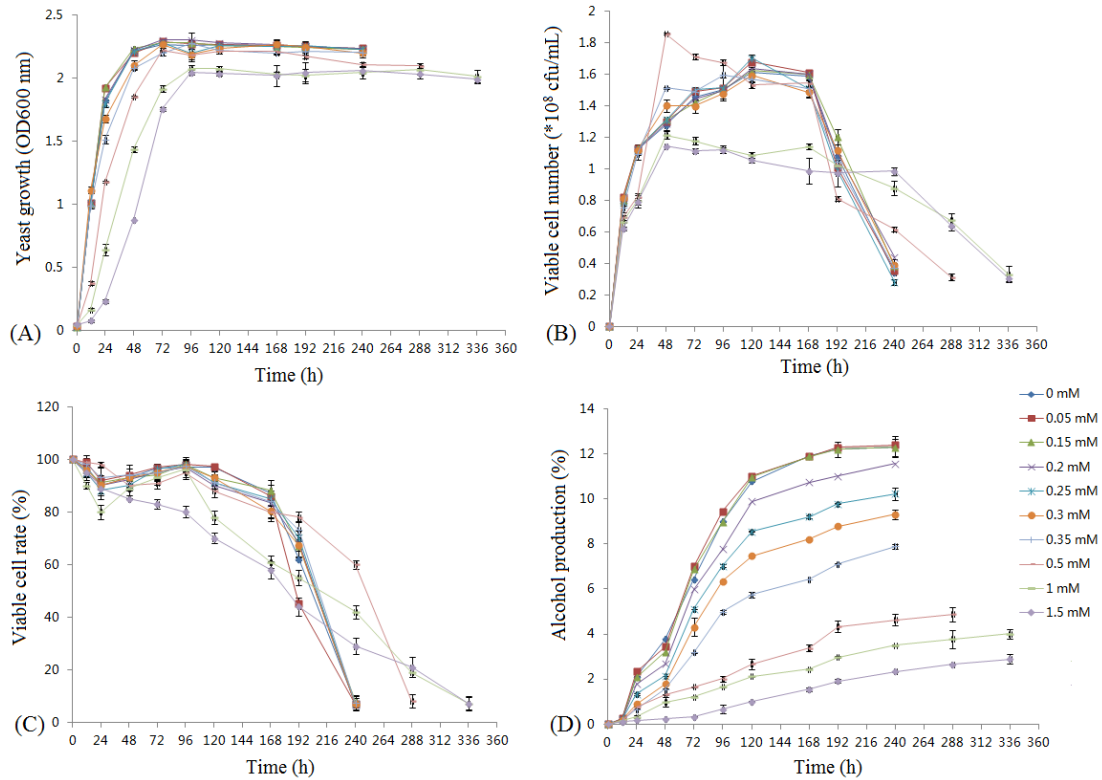 (A)
Yeast growth (OD600 nm)
2.5
2
1.5
1
0.5
0
0 24 48 72 96 120 144 168 192 216 240 264 288 312 336 360
Time (h)
(B)
Viable cell number (*10⁸ cfu/mL)
2
1.8
1.6
1.4
1.2
1
0.8
0.6
0.4
0.2
0
0 24 48 72 96 120 144 168 192 216 240 264 288 312 336 360
Time (h)
(C)
Viable cell rate (%)
120
100
80
60
40
20
0
0 24 48 72 96 120 144 168 192 216 240 264 288 312 336 360
Time (h)
(D)
Alcohol production (%)
14
12
10
8
6
4
2
0
0 24 48 72 96 120 144 168 192 216 240 264 288 312 336 360
Time (h)
0 mM
0.05 mM
0.15 mM
0.2 mM
0.25 mM
0.3 mM
0.35 mM
0.5 mM
1 mM
1.5 mM